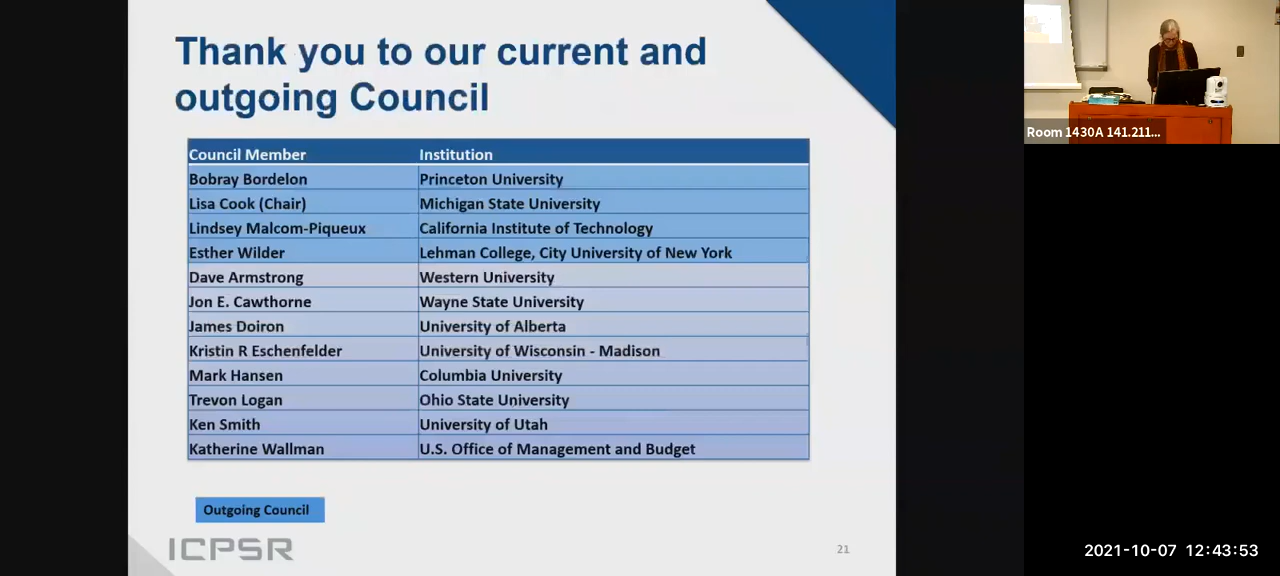 Thank you to our current and
outgoing Council
Council Member Institution
Bobray Bordelon Princeton University
Lisa Cook (Chair) Michigan State University
Lindsey Malcom-Piqueux California Institute of Technology
Esther Wilder Lehman College, City University of New York
Dave Armstrong Western University
Jon E. Cawthorne Wayne State University
James Doiron University of Alberta
Kristin R Eschenfelder University of Wisconsin - Madison
Mark Hansen Columbia University
Trevon Logan Ohio State University
Ken Smith University of Utah
Katherine Wallman U.S. Office of Management and Budget
Outgoing Council
ICPSR
21
Room 1430A 141.211...
2021-10-07 12:43:53